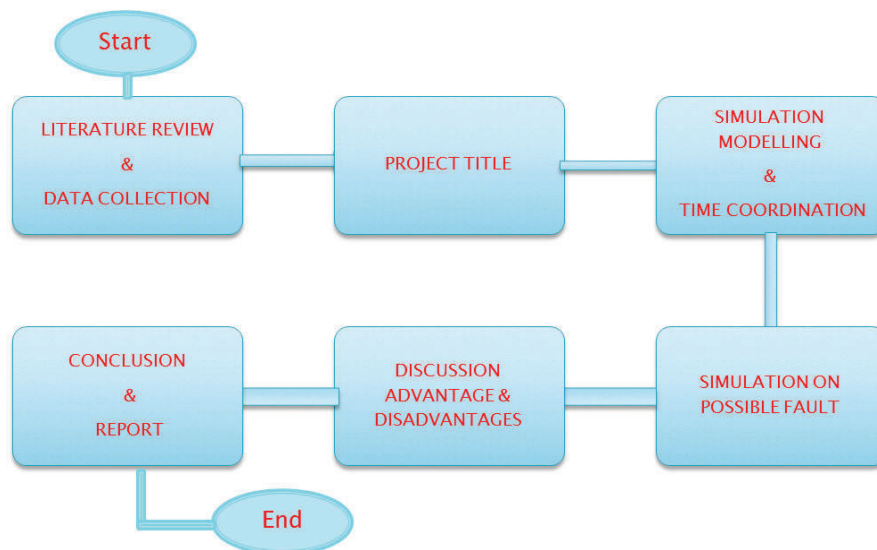 Start
LITERATURE REVIEW
&
DATA COLLECTION
PROJECT TITLE
SIMULATION
MODELLING
&
TIME COORDINATION
SIMULATION ON
POSSIBLE FAULT
DISCUSSION
ADVANTAGE &
DISADVANTAGES
CONCLUSION
&
REPORT
End